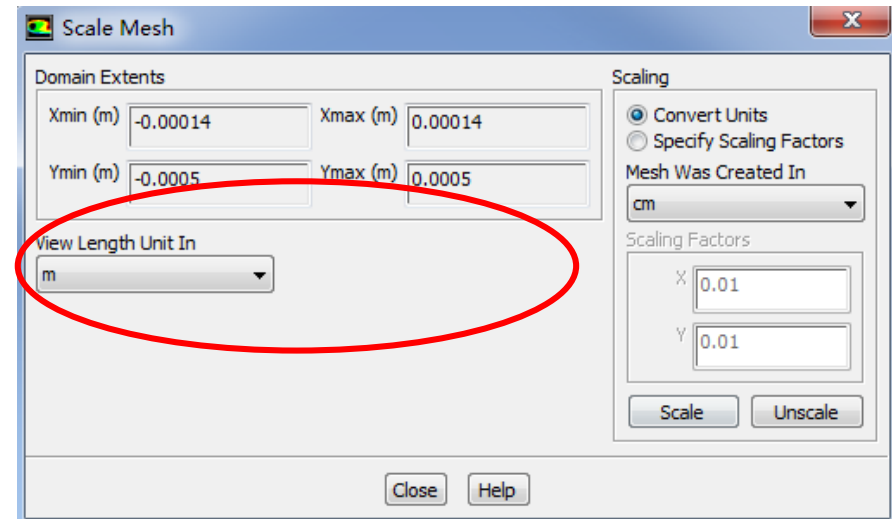 Scale Mesh
Domain Extents
Xmin (m) -0.00014 Xmax (m) 0.00014
Ymin (m) -0.0005 Ymax (m) 0.0005
View Length Unit In
m
Scaling
Convert Units
Specify Scaling Factors
Mesh Was Created In
cm
Scaling Factors
X 0.01
Y 0.01
Scale Unscale
Close Help